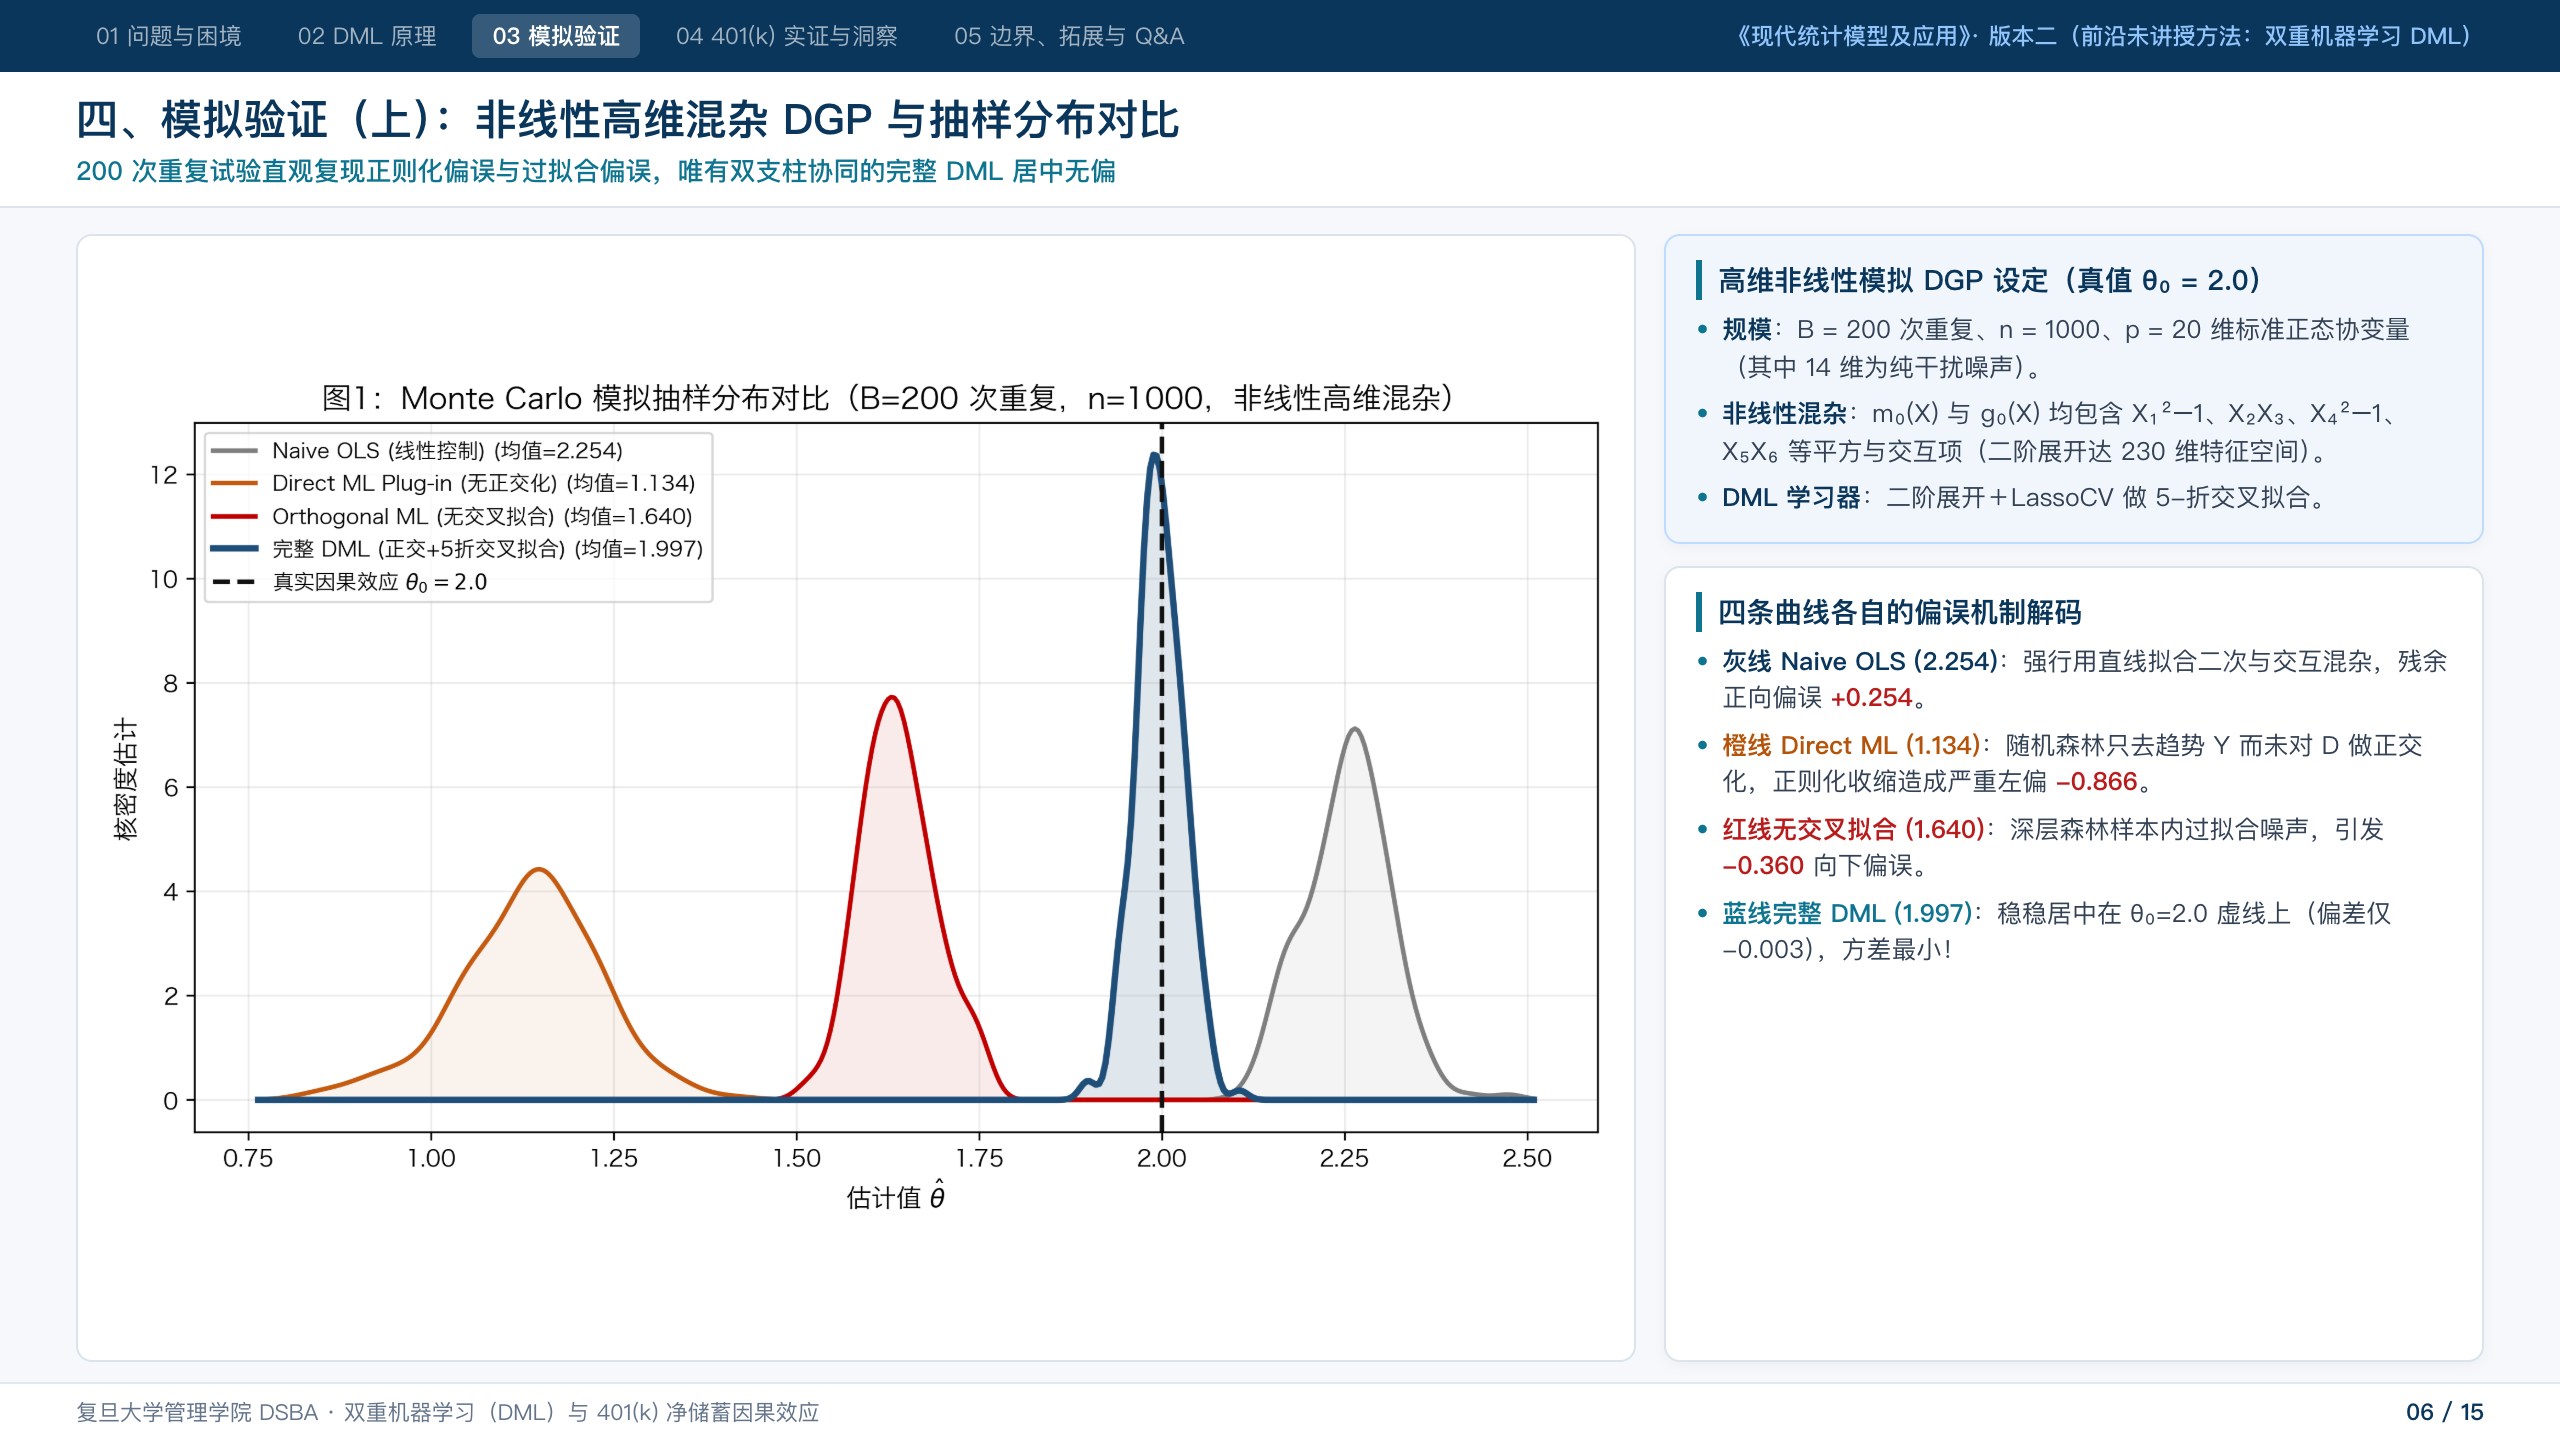 01 问题与困境
02 DML 原理
03 模拟验证
04 401(k) 实证与洞察
05 边界、拓展与 Q&A
《现代统计模型及应用》· 版本二（前沿未讲授方法：双重机器学习 DML）
四、模拟验证（上）：非线性高维混杂 DGP 与抽样分布对比
200 次重复试验直观复现正则化偏误与过拟合偏误，唯有双支柱协同的完整 DML 居中无偏
图1：Monte Carlo 模拟抽样分布对比（B=200 次重复，n=1000，非线性高维混杂）
Naive OLS (线性控制) (均值=2.254)
Direct ML Plug-in (无正交化) (均值=1.134)
Orthogonal ML (无交叉拟合) (均值=1.640)
完整 DML (正交+5折交叉拟合) (均值=1.997)
真实因果效应 θ₀ = 2.0
核密度估计
12
10
8
6
4
2
0
0.75 1.00 1.25 1.50 1.75 2.00 2.25 2.50
估计值 θ̂
高维非线性模拟 DGP 设定（真值 θ₀ = 2.0）
• 规模：B = 200 次重复、n = 1000、p = 20 维标准正态协变量
（其中 14 维为纯干扰噪声）。
• 非线性混杂：m₀(X) 与 g₀(X) 均包含 X₁²−1、X₂X₃、X₄²−1、
X₅X₆ 等平方与交互项（二阶展开达 230 维特征空间）。
• DML 学习器：二阶展开＋LassoCV 做 5-折交叉拟合。
四条曲线各自的偏误机制解码
• 灰线 Naive OLS (2.254)：强行用直线拟合二次与交互混杂，残余
正向偏误 +0.254。
• 橙线 Direct ML (1.134)：随机森林只去趋势 Y 而未对 D 做正交
化，正则化收缩造成严重左偏 −0.866。
• 红线无交叉拟合 (1.640)：深层森林样本内过拟合噪声，引发
−0.360 向下偏误。
• 蓝线完整 DML (1.997)：稳稳居中在 θ₀=2.0 虚线上（偏差仅
−0.003），方差最小！
复旦大学管理学院 DSBA · 双重机器学习（DML）与 401(k) 净储蓄因果效应
06 / 15